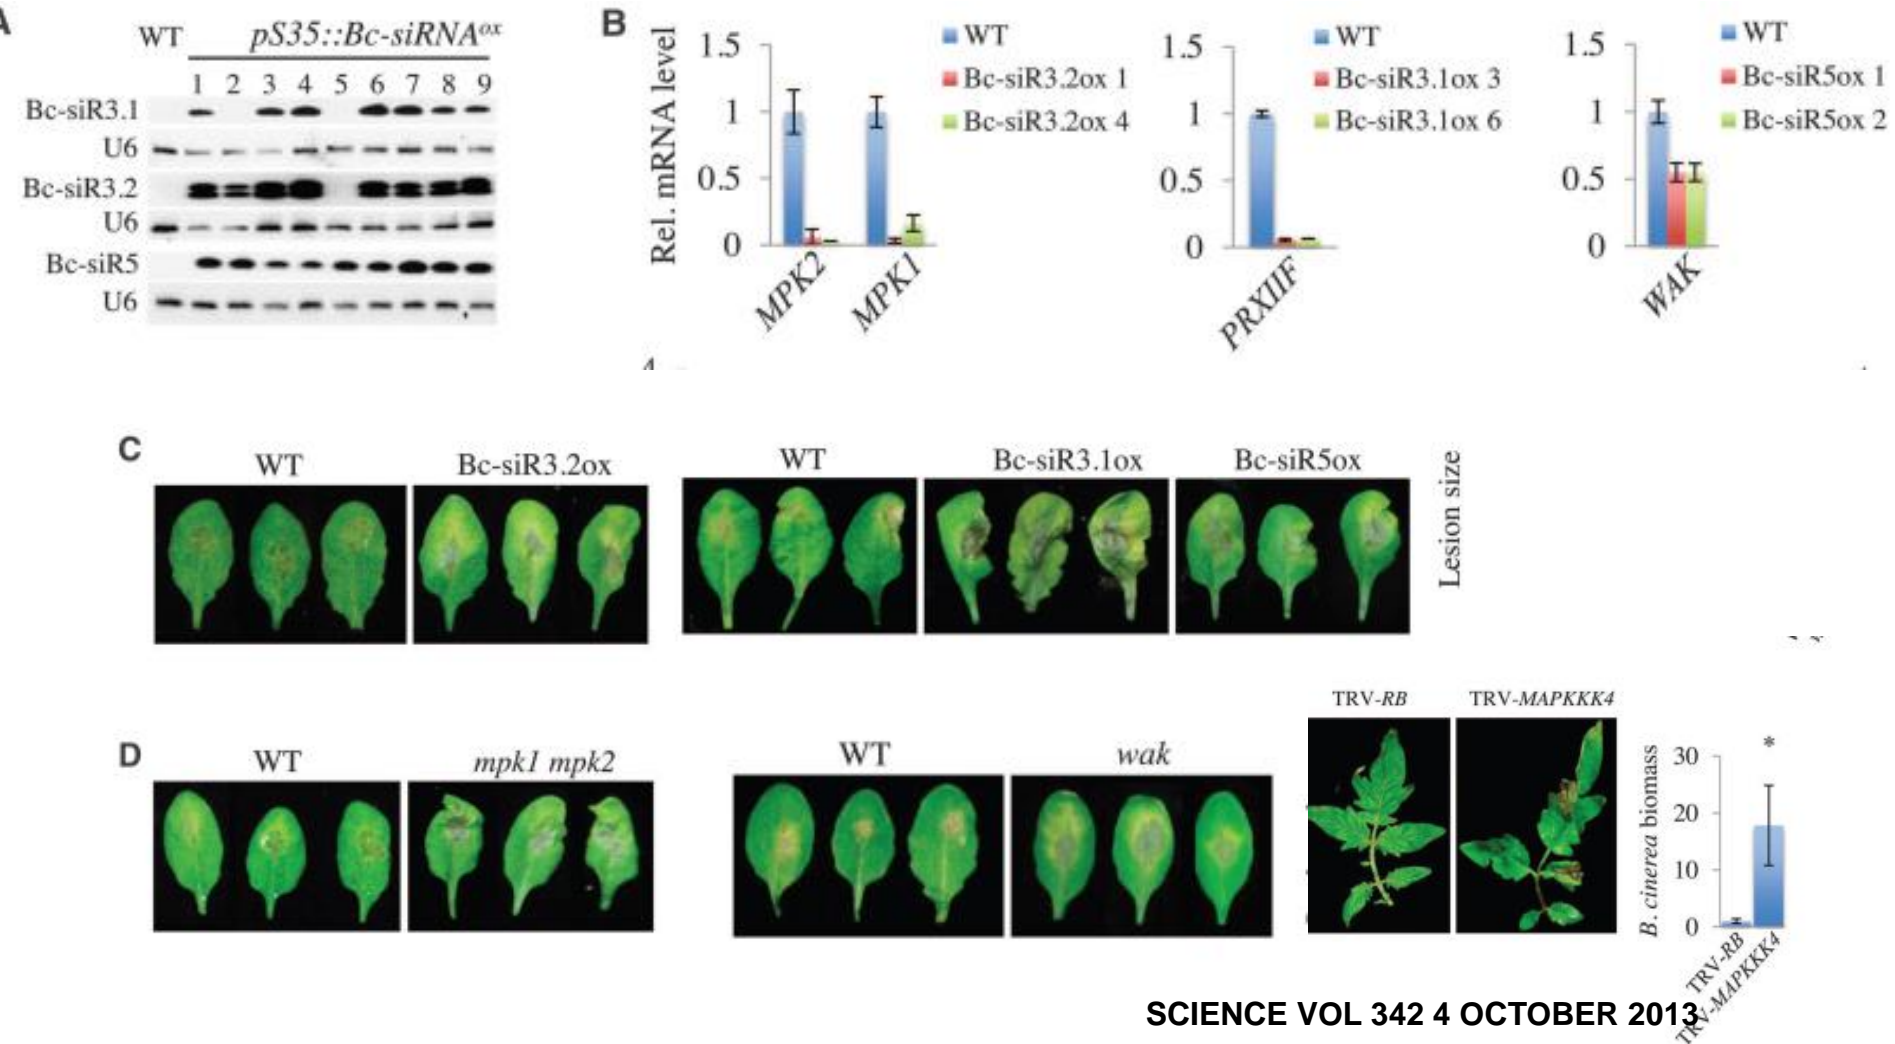 A
WT pS35::Bc-siRNAox
1 2 3 4 5 6 7 8 9
Bc-siR3.1
U6
Bc-siR3.2
U6
Bc-siR5
U6
B
Rel. mRNA level
1.5
1
0.5
0
MPK2
MPK1
WT
Bc-siR3.2ox 1
Bc-siR3.2ox 4
1.5
1
0.5
0
PRXIIF
WT
Bc-siR3.1ox 3
Bc-siR3.1ox 6
1.5
1
0.5
0
WAK
WT
Bc-siR5ox 1
Bc-siR5ox 2
C
WT
Bc-siR3.2ox
WT
Bc-siR3.1ox
Bc-siR5ox
Lesion size
D
WT
mpk1 mpk2
WT
wak
TRV-RB
TRV-MAPKKK4
B. cinerea biomass
30
20
10
0
*
TRV-RB
TRV-MAPKKK4
SCIENCE VOL 342 4 OCTOBER 2013